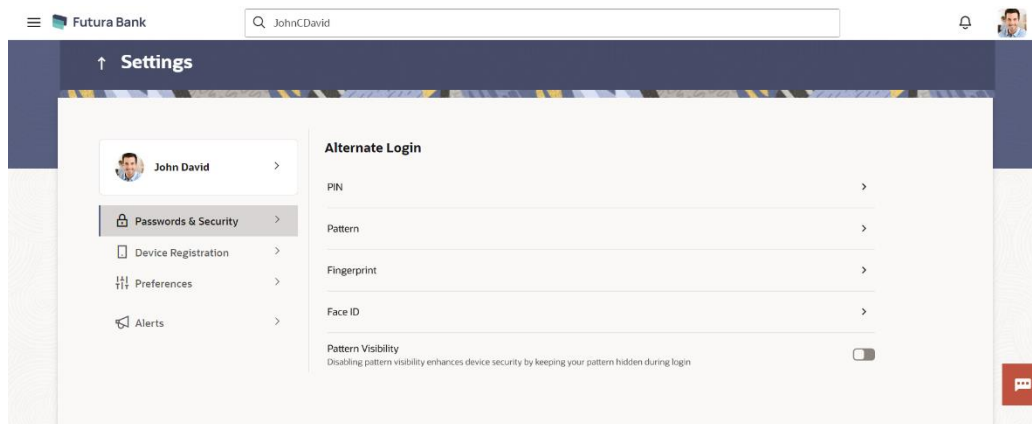 Futura Bank
JohnCDavid
Settings
John David
Passwords & Security
Device Registration
Preferences
Alerts
Alternate Login
PIN
Pattern
Fingerprint
Face ID
Pattern Visibility
Disabling pattern visibility enhances device security by keeping your pattern hidden during login